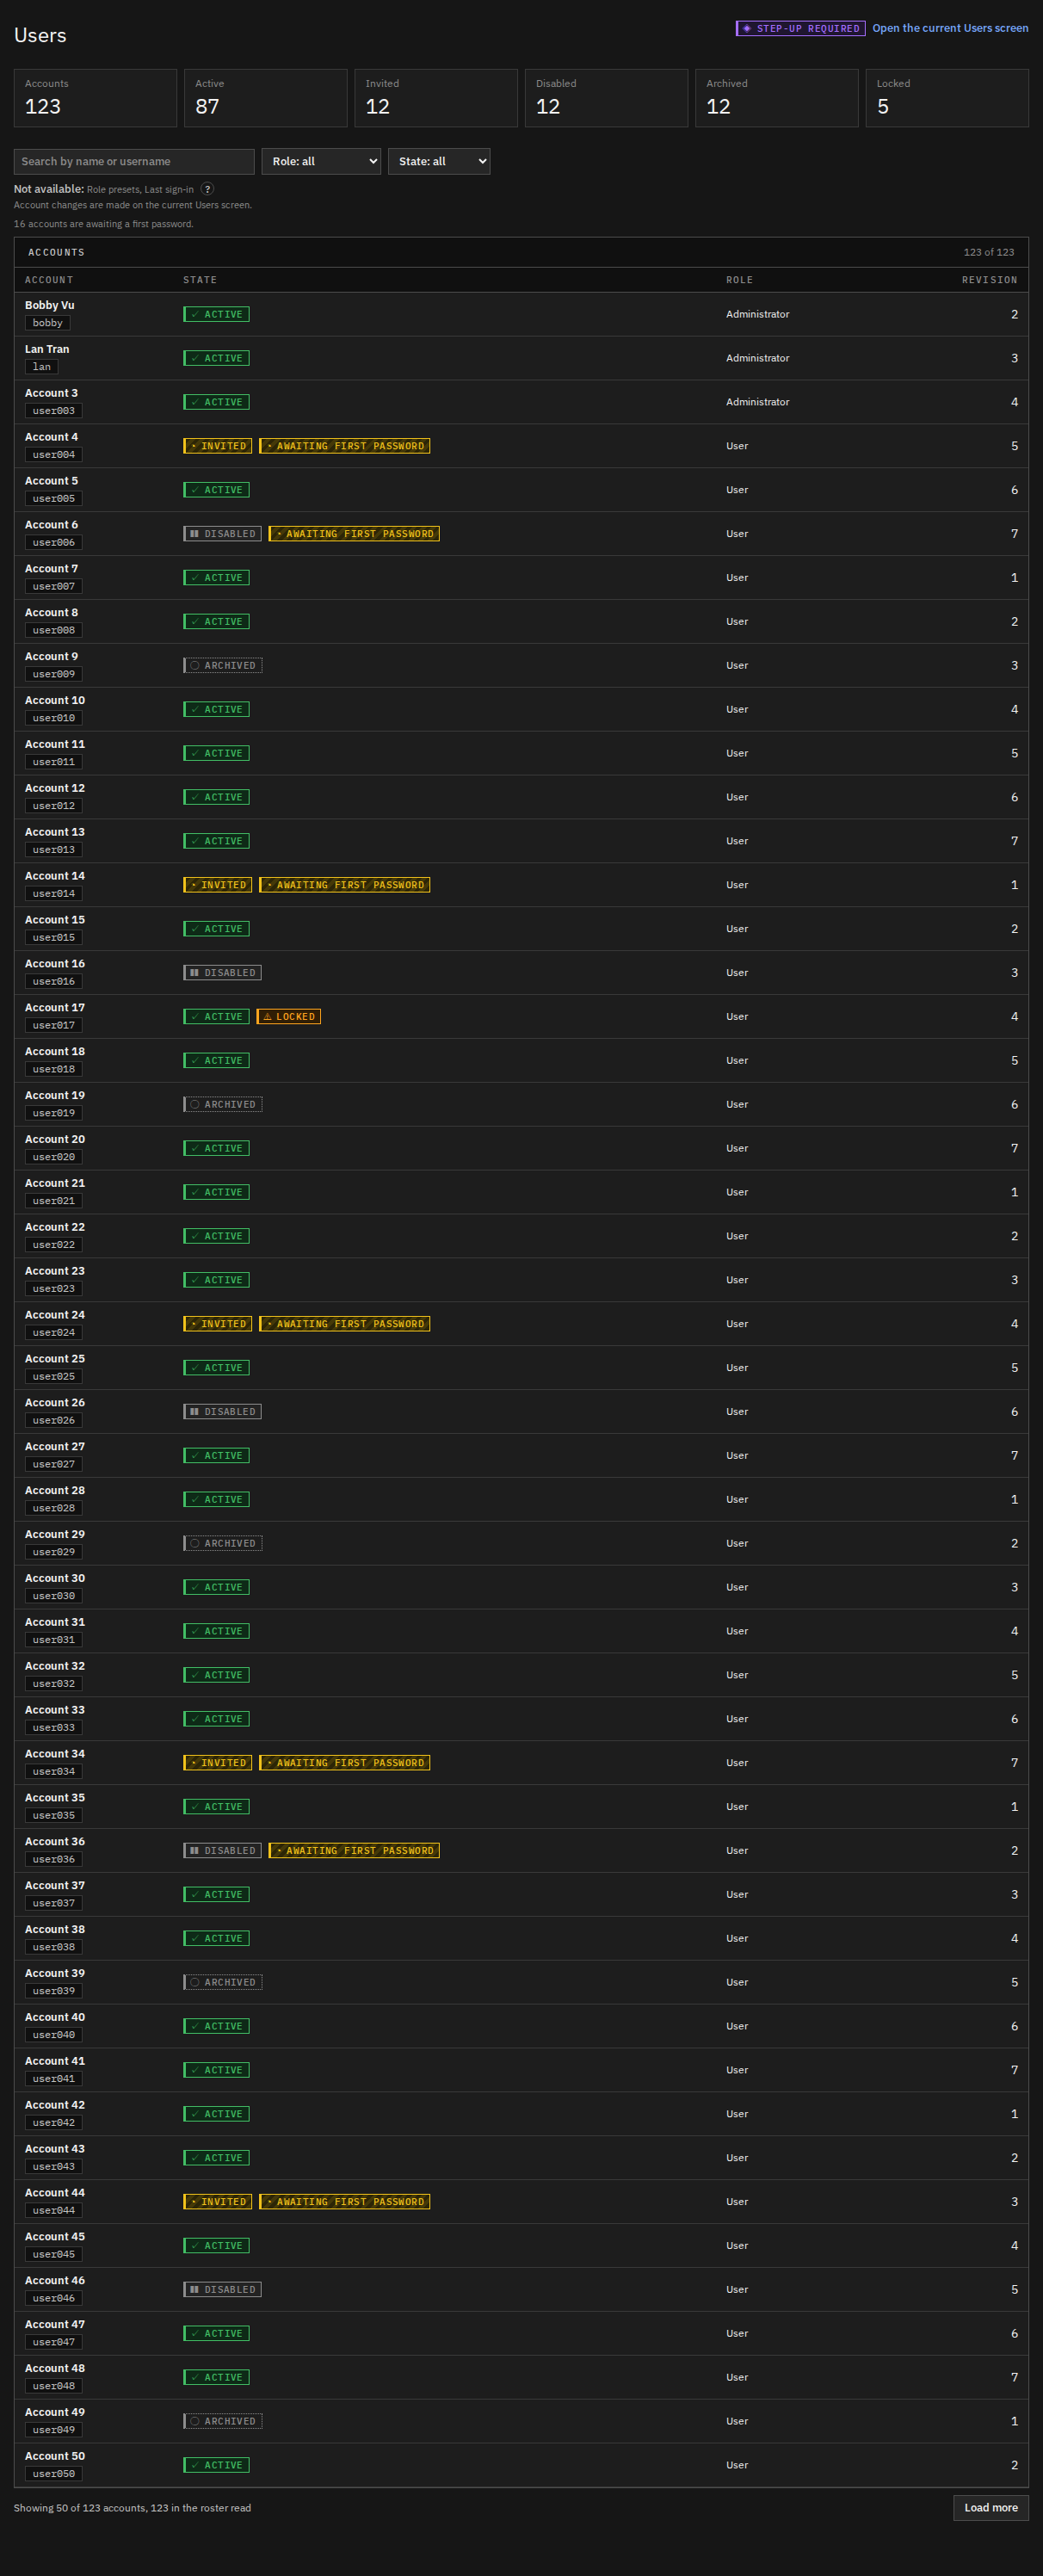 Users
STEP-UP REQUIRED Open the current Users screen
Accounts Active Invited Disabled Archived Locked
123 87 12 12 12 5
Search by name or username Role: all State: all
Not available: Role presets, Last sign-in ?
Account changes are made on the current Users screen.
16 accounts are awaiting a first password.
ACCOUNTS 123 of 123
ACCOUNT STATE ROLE REVISION
Bobby Vu
bobby ✓ ACTIVE Administrator 2
Lan Tran
lan ✓ ACTIVE Administrator 3
Account 3
user003 ✓ ACTIVE Administrator 4
Account 4
user004 INVITED AWAITING FIRST PASSWORD User 5
Account 5
user005 ✓ ACTIVE User 6
Account 6
user006 DISABLED AWAITING FIRST PASSWORD User 7
Account 7
user007 ✓ ACTIVE User 1
Account 8
user008 ✓ ACTIVE User 2
Account 9
user009 ARCHIVED User 3
Account 10
user010 ✓ ACTIVE User 4
Account 11
user011 ✓ ACTIVE User 5
Account 12
user012 ✓ ACTIVE User 6
Account 13
user013 ✓ ACTIVE User 7
Account 14
user014 INVITED AWAITING FIRST PASSWORD User 1
Account 15
user015 ✓ ACTIVE User 2
Account 16
user016 DISABLED User 3
Account 17
user017 ✓ ACTIVE ⚠ LOCKED User 4
Account 18
user018 ✓ ACTIVE User 5
Account 19
user019 ARCHIVED User 6
Account 20
user020 ✓ ACTIVE User 7
Account 21
user021 ✓ ACTIVE User 1
Account 22
user022 ✓ ACTIVE User 2
Account 23
user023 ✓ ACTIVE User 3
Account 24
user024 INVITED AWAITING FIRST PASSWORD User 4
Account 25
user025 ✓ ACTIVE User 5
Account 26
user026 DISABLED User 6
Account 27
user027 ✓ ACTIVE User 7
Account 28
user028 ✓ ACTIVE User 1
Account 29
user029 ARCHIVED User 2
Account 30
user030 ✓ ACTIVE User 3
Account 31
user031 ✓ ACTIVE User 4
Account 32
user032 ✓ ACTIVE User 5
Account 33
user033 ✓ ACTIVE User 6
Account 34
user034 INVITED AWAITING FIRST PASSWORD User 7
Account 35
user035 ✓ ACTIVE User 1
Account 36
user036 DISABLED AWAITING FIRST PASSWORD User 2
Account 37
user037 ✓ ACTIVE User 3
Account 38
user038 ✓ ACTIVE User 4
Account 39
user039 ARCHIVED User 5
Account 40
user040 ✓ ACTIVE User 6
Account 41
user041 ✓ ACTIVE User 7
Account 42
user042 ✓ ACTIVE User 1
Account 43
user043 ✓ ACTIVE User 2
Account 44
user044 INVITED AWAITING FIRST PASSWORD User 3
Account 45
user045 ✓ ACTIVE User 4
Account 46
user046 DISABLED User 5
Account 47
user047 ✓ ACTIVE User 6
Account 48
user048 ✓ ACTIVE User 7
Account 49
user049 ARCHIVED User 1
Account 50
user050 ✓ ACTIVE User 2
Showing 50 of 123 accounts, 123 in the roster read Load more